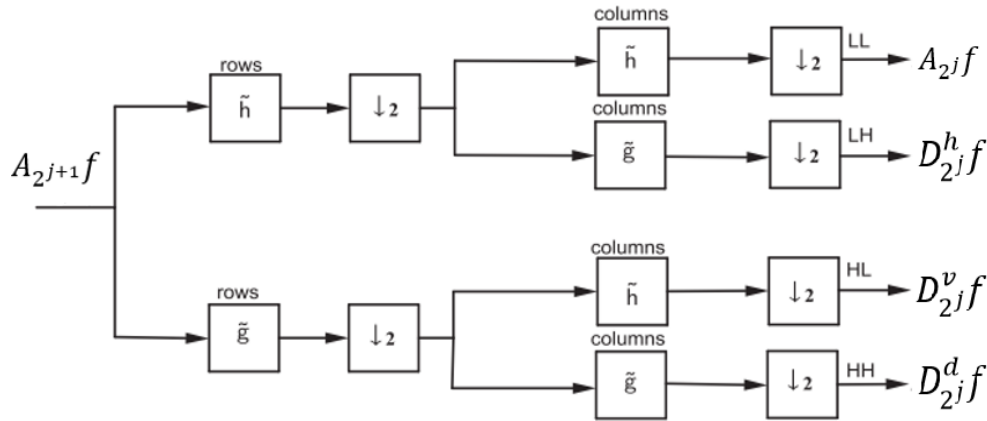 columns
h̃
↓2
LL
A_{2^j}f
rows
h̃
↓2
columns
g̃
↓2
LH
D^h_{2^j}f
A_{2^{j+1}}f
rows
g̃
↓2
columns
h̃
↓2
HL
D^v_{2^j}f
columns
g̃
↓2
HH
D^d_{2^j}f